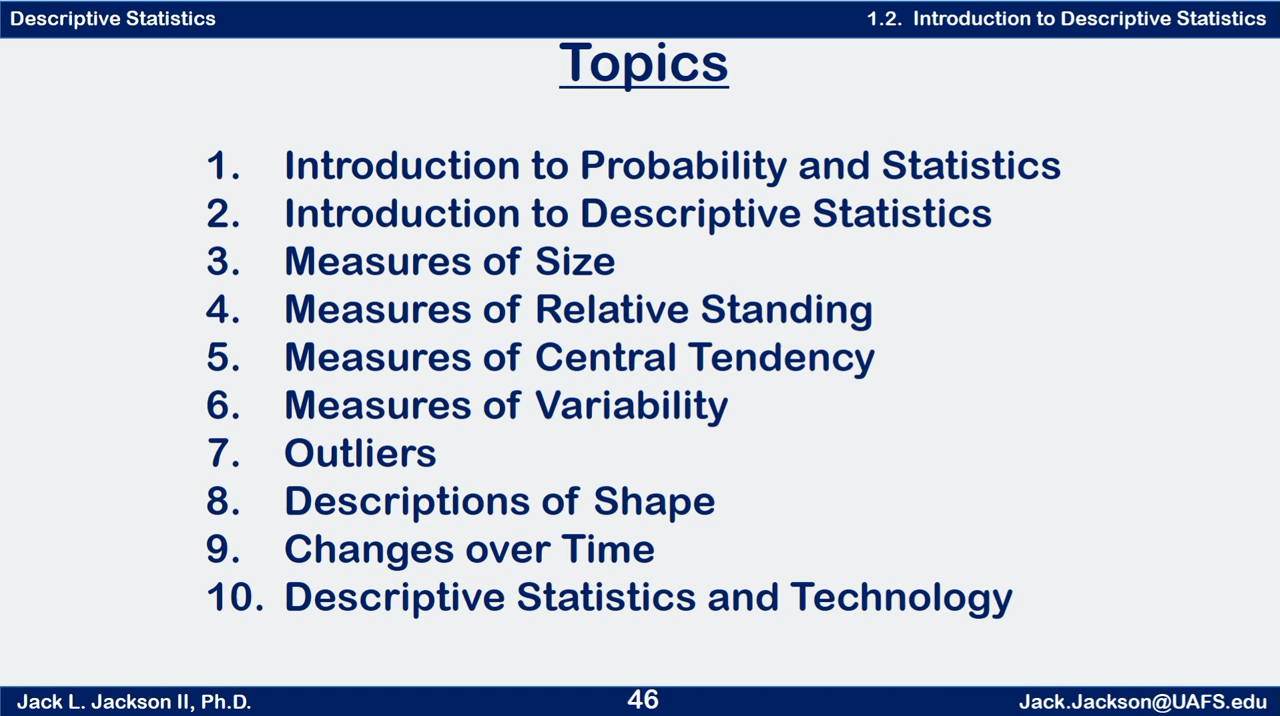 Descriptive Statistics
1.2. Introduction to Descriptive Statistics
Topics
1. Introduction to Probability and Statistics
2. Introduction to Descriptive Statistics
3. Measures of Size
4. Measures of Relative Standing
5. Measures of Central Tendency
6. Measures of Variability
7. Outliers
8. Descriptions of Shape
9. Changes over Time
10. Descriptive Statistics and Technology
Jack L. Jackson II, Ph.D.
46
Jack.Jackson@UAFS.edu